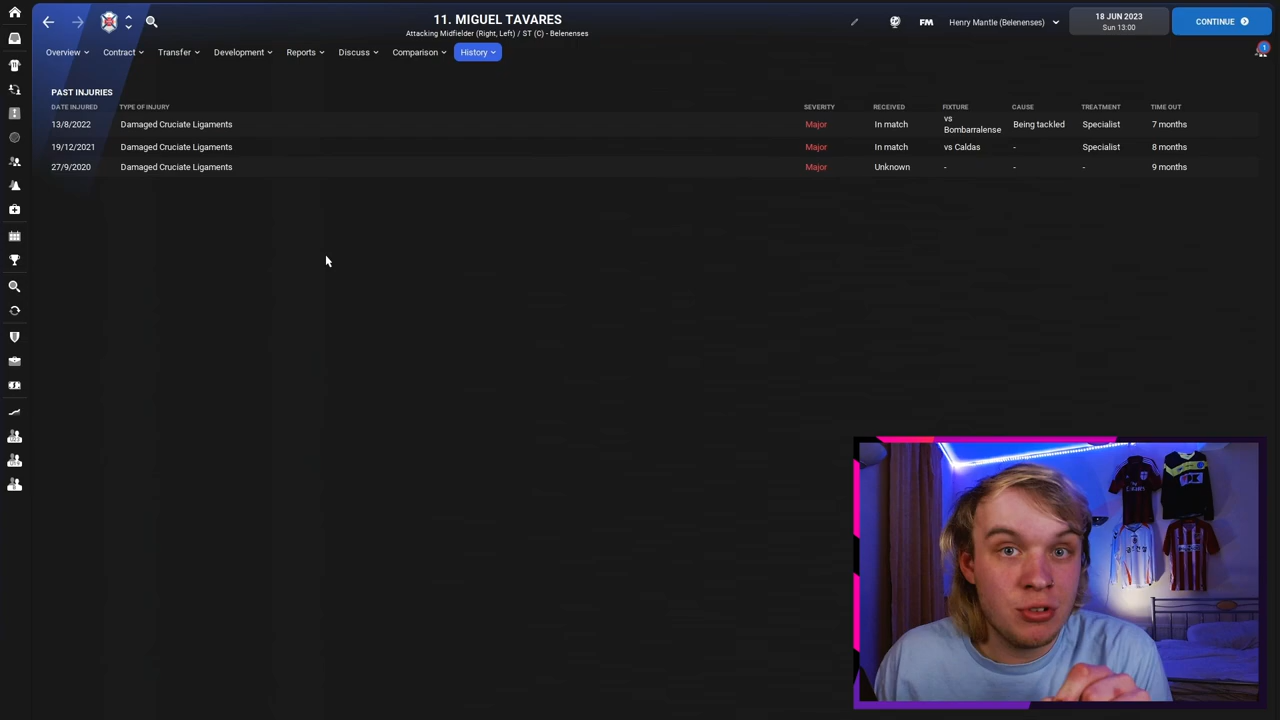 11. MIGUEL TAVARES
Attacking Midfielder (Right, Left) / ST (C) - Belenenses
FM
Henry Mantle (Belenenses)
18 JUN 2023
Sun 13:00
CONTINUE
Overview
Contract
Transfer
Development
Reports
Discuss
Comparison
History
1
PAST INJURIES
DATE INJURED TYPE OF INJURY SEVERITY RECEIVED FIXTURE CAUSE TREATMENT TIME OUT
13/8/2022 Damaged Cruciate Ligaments Major In match vs Bombarralense Being tackled Specialist 7 months
19/12/2021 Damaged Cruciate Ligaments Major In match vs Caldas - Specialist 8 months
27/9/2020 Damaged Cruciate Ligaments Major Unknown - - - 9 months